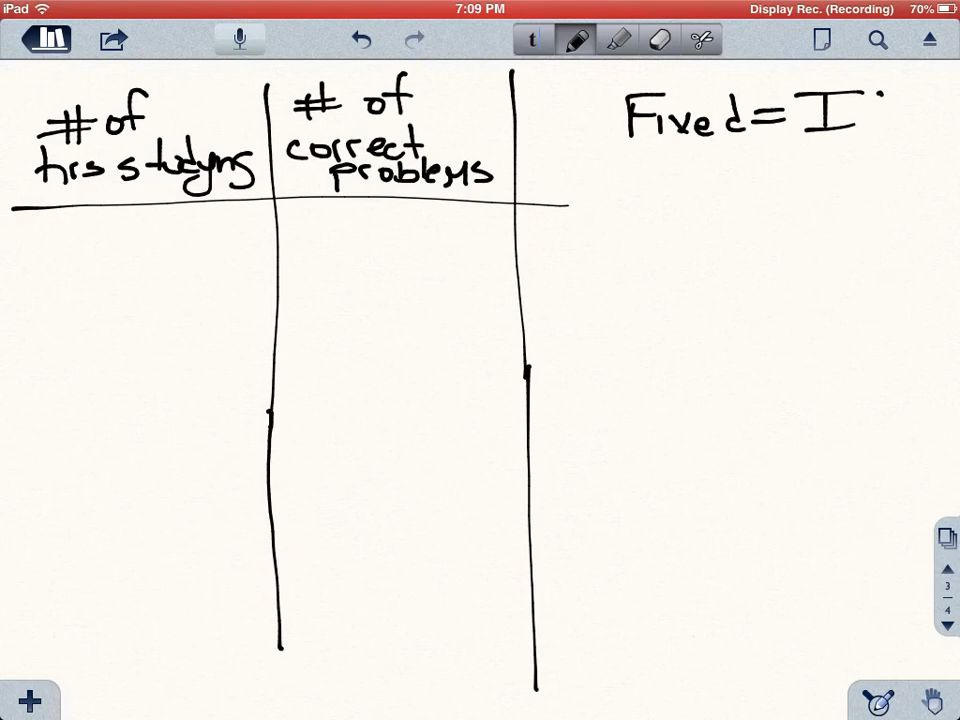 iPad 7:09 PM Display Rec. (Recording) 70%
t
# of
hrs studying
# of
correct
problems
Fixed = I
3
4